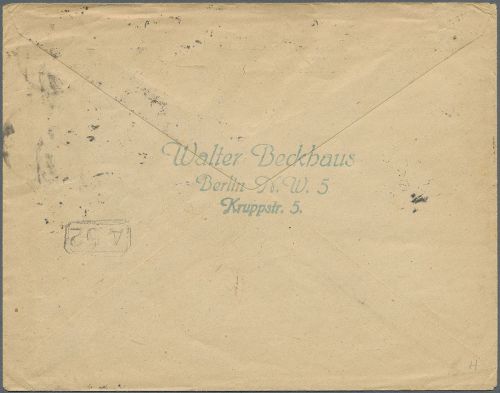 Walter Beckhaus
Berlin N. W. 5
Kruppstr. 5.
A 52
H